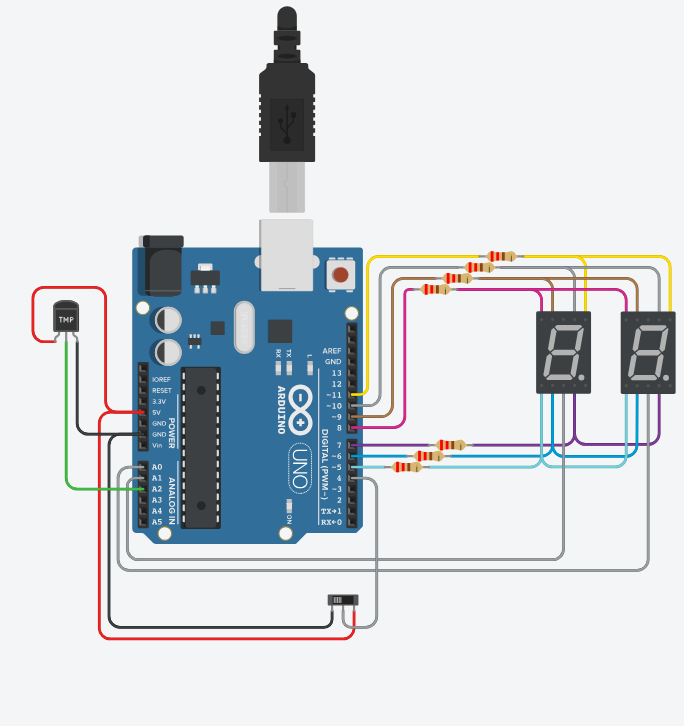 TMP
IOREF
RESET
3.3V
5V
GND
GND
Vin
POWER
A0
A1
A2
A3
A4
A5
ANALOG IN
RX
TX
L
ARDUINO
UNO
ON
AREF
GND
13
12
~11
~10
~9
8
7
~6
~5
4
~3
2
TX→1
RX←0
DIGITAL (PWM~)